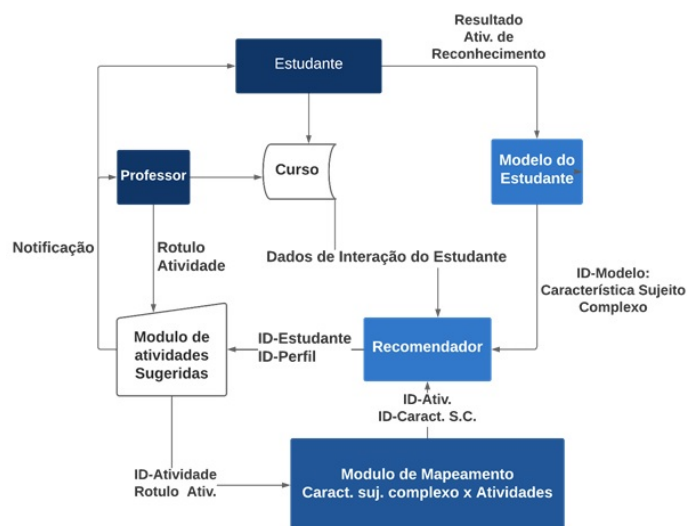 Resultado
Ativ. de
Reconhecimento
Estudante
Professor
Curso
Modelo do
Estudante
Notificação
Rotulo
Atividade
Dados de Interação do Estudante
ID-Modelo:
Característica Sujeito
Complexo
Modulo de
atividades
Sugeridas
ID-Estudante
ID-Perfil
Recomendador
ID-Ativ.
ID-Caract. S.C.
ID-Atividade
Rotulo Ativ.
Modulo de Mapeamento
Caract. suj. complexo x Atividades